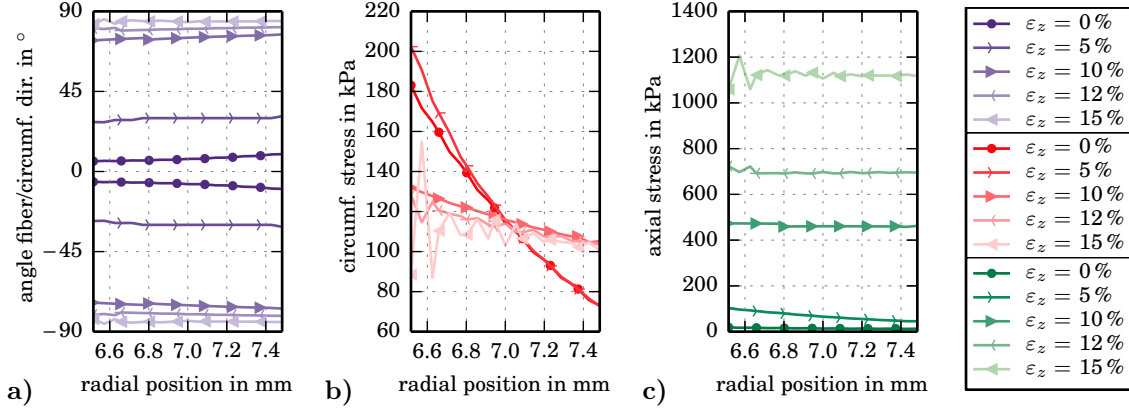 90
45
0
−45
−90
6.6 6.8 7.0 7.2 7.4
angle fiber/circumf. dir. in °
radial position in mm
a)
220
200
180
160
140
120
100
80
60
6.6 6.8 7.0 7.2 7.4
circumf. stress in kPa
radial position in mm
b)
1400
1200
1000
800
600
400
200
0
6.6 6.8 7.0 7.2 7.4
axial stress in kPa
radial position in mm
c)
ε_z = 0 %
ε_z = 5 %
ε_z = 10 %
ε_z = 12 %
ε_z = 15 %
ε_z = 0 %
ε_z = 5 %
ε_z = 10 %
ε_z = 12 %
ε_z = 15 %
ε_z = 0 %
ε_z = 5 %
ε_z = 10 %
ε_z = 12 %
ε_z = 15 %